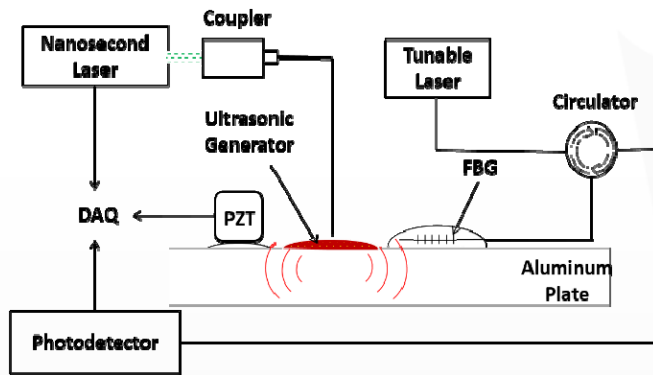 Coupler
Nanosecond
Laser
Tunable
Laser
Circulator
Ultrasonic
Generator
FBG
DAQ
PZT
Aluminum
Plate
Photodetector